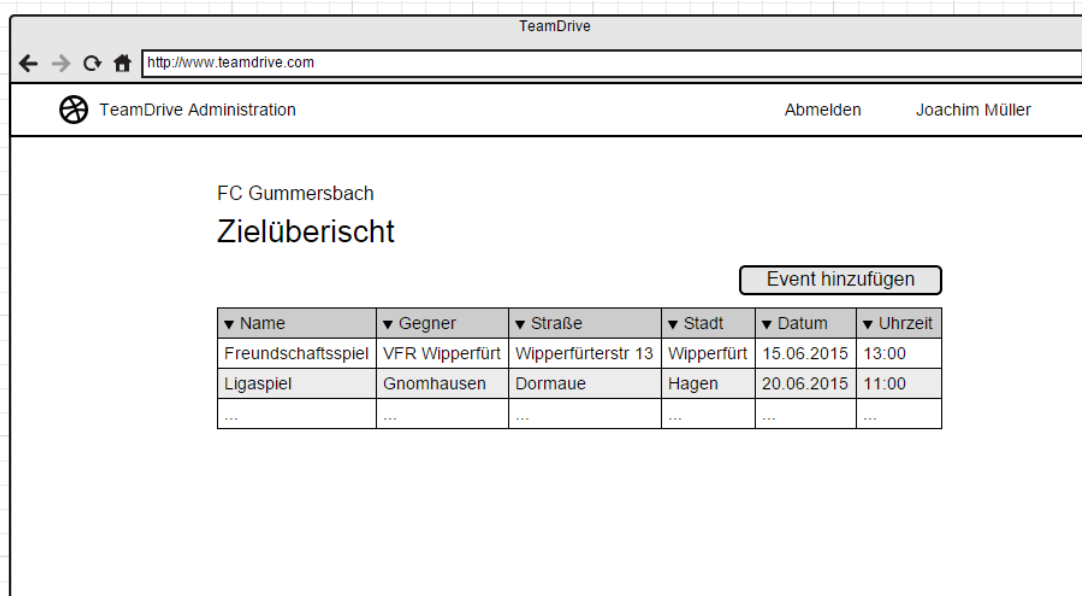 TeamDrive
http://www.teamdrive.com
TeamDrive Administration Abmelden Joachim Müller
FC Gummersbach
Zielüberischt
Event hinzufügen
▼ Name ▼ Gegner ▼ Straße ▼ Stadt ▼ Datum ▼ Uhrzeit
Freundschaftsspiel VFR Wipperfürt Wipperfürterstr 13 Wipperfürt 15.06.2015 13:00
Ligaspiel Gnomhausen Dormaue Hagen 20.06.2015 11:00
... ... ... ... ... ...